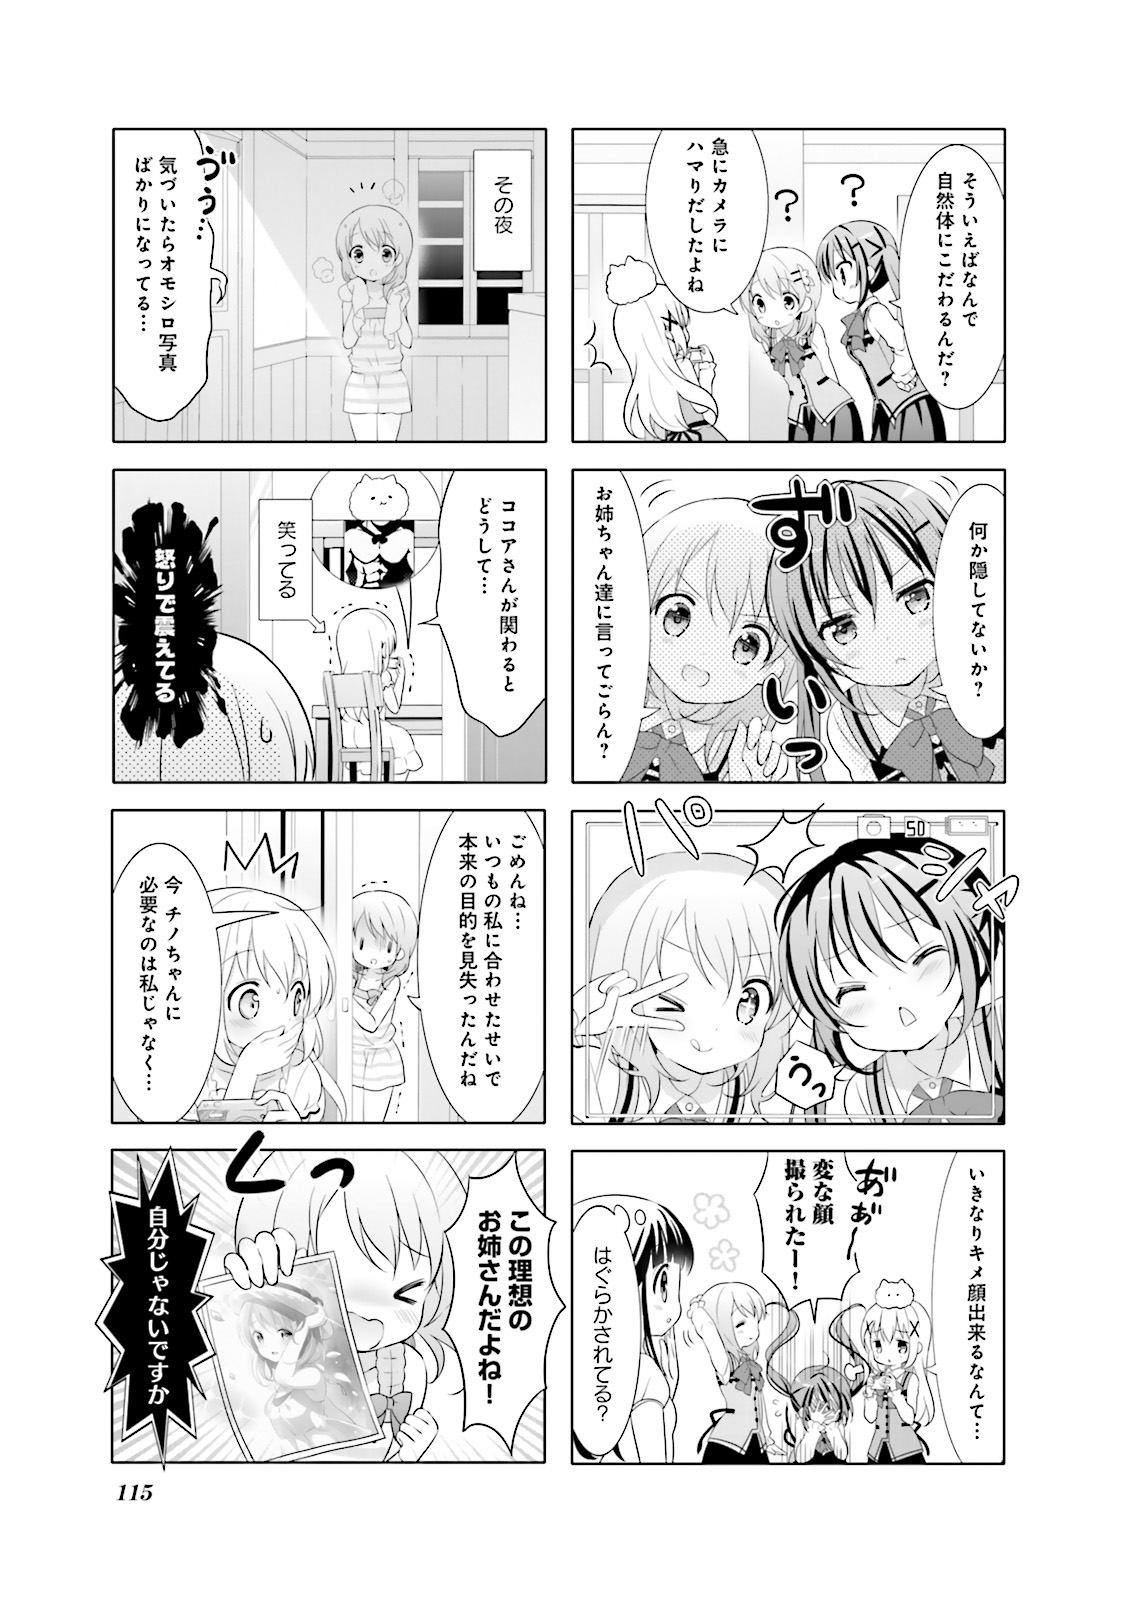 そういえばなんで
自然体にこだわるんだ?
急にカメラに
ハマりだしたよね
?
?
何か隠してないか?
お姉ちゃん達に言ってごらん?
ずいっ
パシャ
SD
うっ
いきなりキメ顔出来るなんて…
あぁぁ
変な顔
撮られたー!
はぐらかされてる?
その夜
ゔぅ…
気づいたらオモシロ写真
ばかりになってる…
ココアさんが関わると
どうして…
笑ってる
怒りで震えてる
ごめんね…
いつもの私に合わせたせいで
本来の目的を見失ったんだね
今 チノちゃんに
必要なのは私じゃなく…
この理想の
お姉さんだよね!
くっ
自分じゃないですか
115